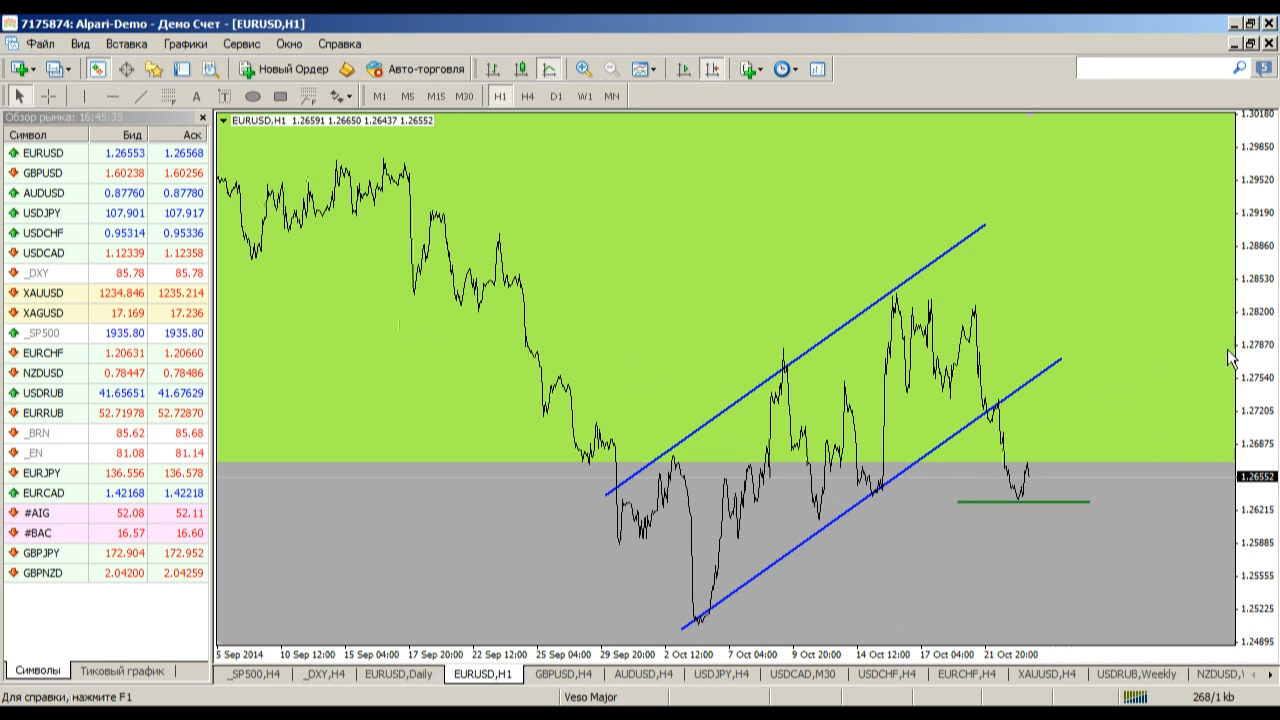 7175874: Alpari-Demo - Демо Счет - [EURUSD,H1]
Файл Вид Вставка Графики Сервис Окно Справка
Новый Ордер Авто-торговля 5
A T M1 M5 M15 M30 H1 H4 D1 W1 MN
Обзор рынка: 16:45:35
Символ Бид Аск
EURUSD 1.26553 1.26568
GBPUSD 1.60238 1.60256
AUDUSD 0.87760 0.87780
USDJPY 107.901 107.917
USDCHF 0.95314 0.95336
USDCAD 1.12339 1.12358
_DXY 85.78 85.78
XAUUSD 1234.846 1235.214
XAGUSD 17.169 17.236
_SP500 1935.80 1935.80
EURCHF 1.20631 1.20660
NZDUSD 0.78447 0.78486
USDRUB 41.65651 41.67629
EURRUB 52.71978 52.72870
_BRN 85.62 85.68
_EN 81.08 81.14
EURJPY 136.556 136.578
EURCAD 1.42168 1.42218
#AIG 52.08 52.11
#BAC 16.57 16.60
GBPJPY 172.904 172.952
GBPNZD 2.04200 2.04259
Символы Тиковый график
EURUSD,H1 1.26591 1.26650 1.26437 1.26552
1.30180
1.29850
1.29520
1.29190
1.28860
1.28530
1.28200
1.27870
1.27540
1.27205
1.26875
1.26552
1.26215
1.25885
1.25555
1.25225
1.24895
5 Sep 2014 10 Sep 12:00 15 Sep 04:00 17 Sep 20:00 22 Sep 12:00 25 Sep 04:00 29 Sep 20:00 2 Oct 12:00 7 Oct 04:00 9 Oct 20:00 14 Oct 12:00 17 Oct 04:00 21 Oct 20:00
_SP500,H4 _DXY,H4 EURUSD,Daily EURUSD,H1 GBPUSD,H4 AUDUSD,H4 USDJPY,H4 USDCAD,M30 USDCHF,H4 EURCHF,H4 XAUUSD,H4 USDRUB,Weekly NZDUSD,
Для справки, нажмите F1 Veso Major 268/1 kb